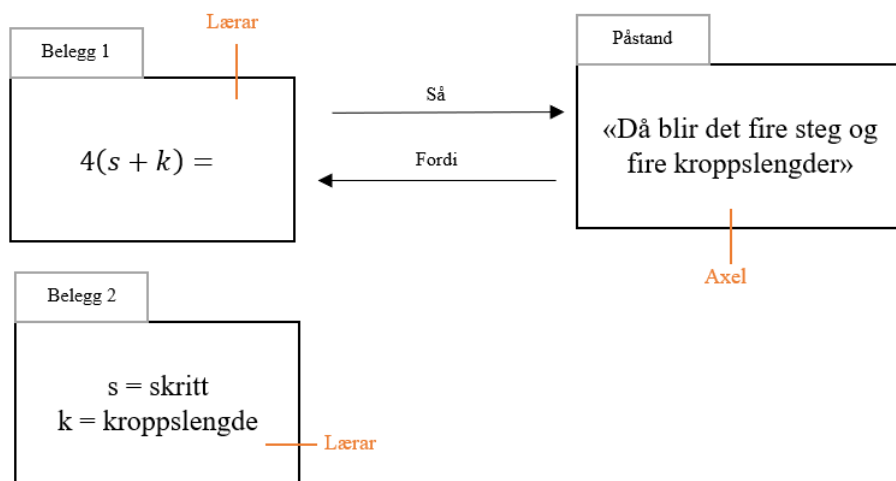 Lærar
Belegg 1
4(s + k) =
Så
Fordi
Påstand
«Då blir det fire steg og
fire kroppslengder»
Axel
Belegg 2
s = skritt
k = kroppslengde
Lærar